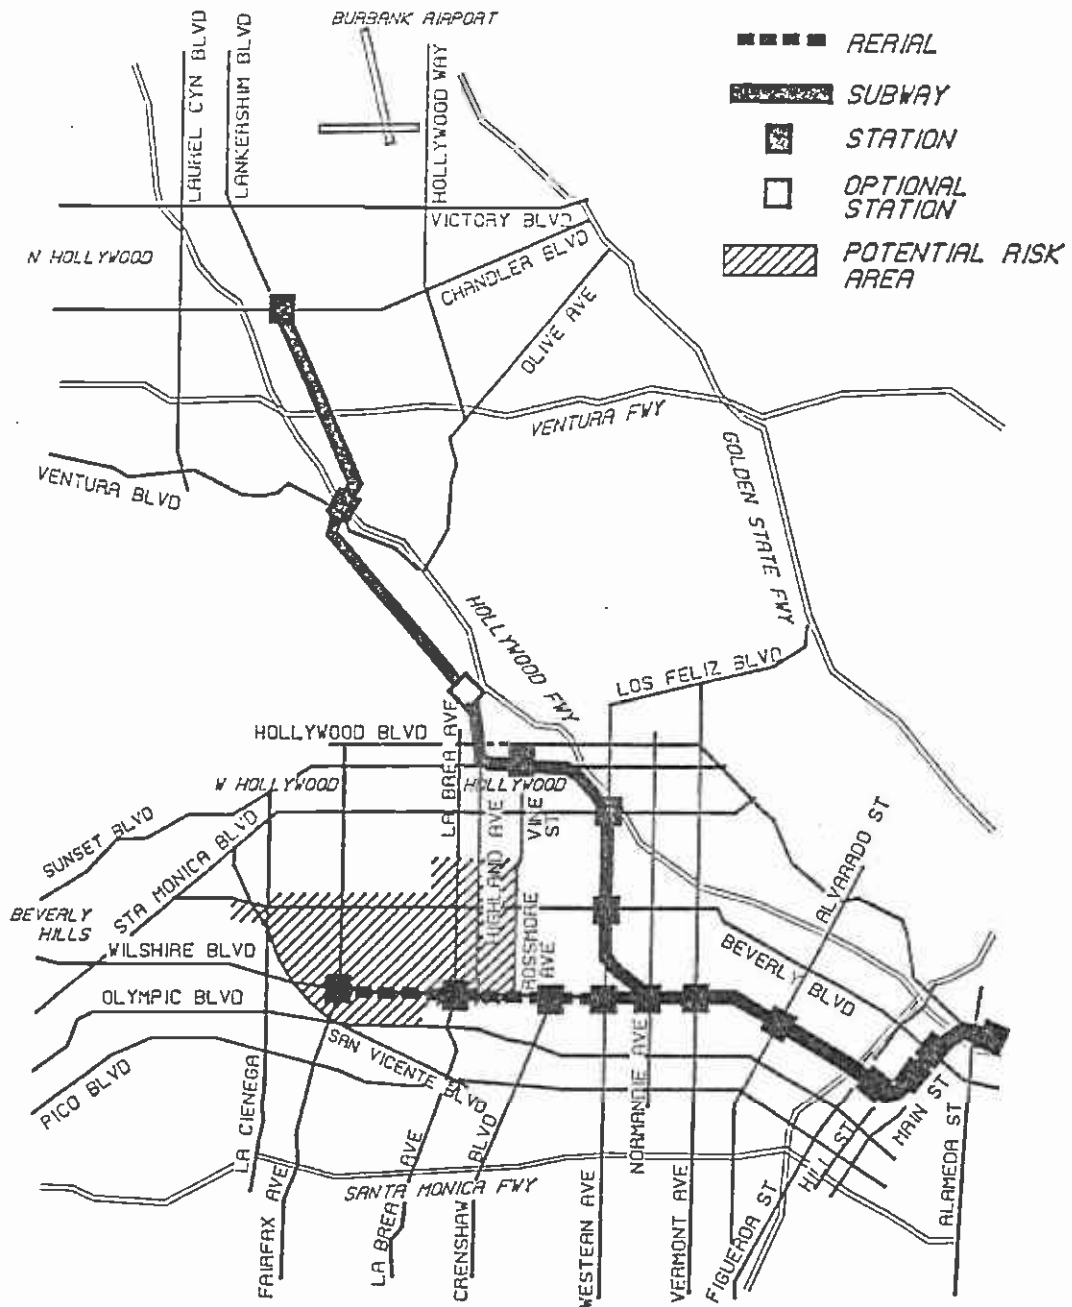 BURBANK AIRPORT
LAUREL CYN BLVD
LANKERSHIM BLVD
HOLLYWOOD WAY
AERIAL
SUBWAY
STATION
OPTIONAL
STATION
POTENTIAL RISK
AREA
VICTORY BLVD
N HOLLYWOOD
CHANDLER BLVD
OLIVE AVE
VENTURA FWY
VENTURA BLVD
GOLDEN STATE FWY
HOLLYWOOD FWY
LOS FELIZ BLVD
HOLLYWOOD BLVD
LA BREA AVE
W HOLLYWOOD
HOLLYWOOD
SUNSET BLVD
STA MONICA BLVD
HIGHLAND AVE
VINE
ST
ALVARADO ST
BEVERLY
HILLS
WILSHIRE BLVD
ROSSMORE
AVE
BEVERLY BLVD
OLYMPIC BLVD
SAN VICENTE BLVD
PICO BLVD
LA CIENEGA
NORMANDIE AVE
HILL ST
MAIN ST
ALAMEDA ST
SANTA MONICA FWY
FAIRFAX AVE
LA BREA AVE
CRENSHAW BLVD
WESTERN AVE
VERMONT AVE
FIGUEROA ST